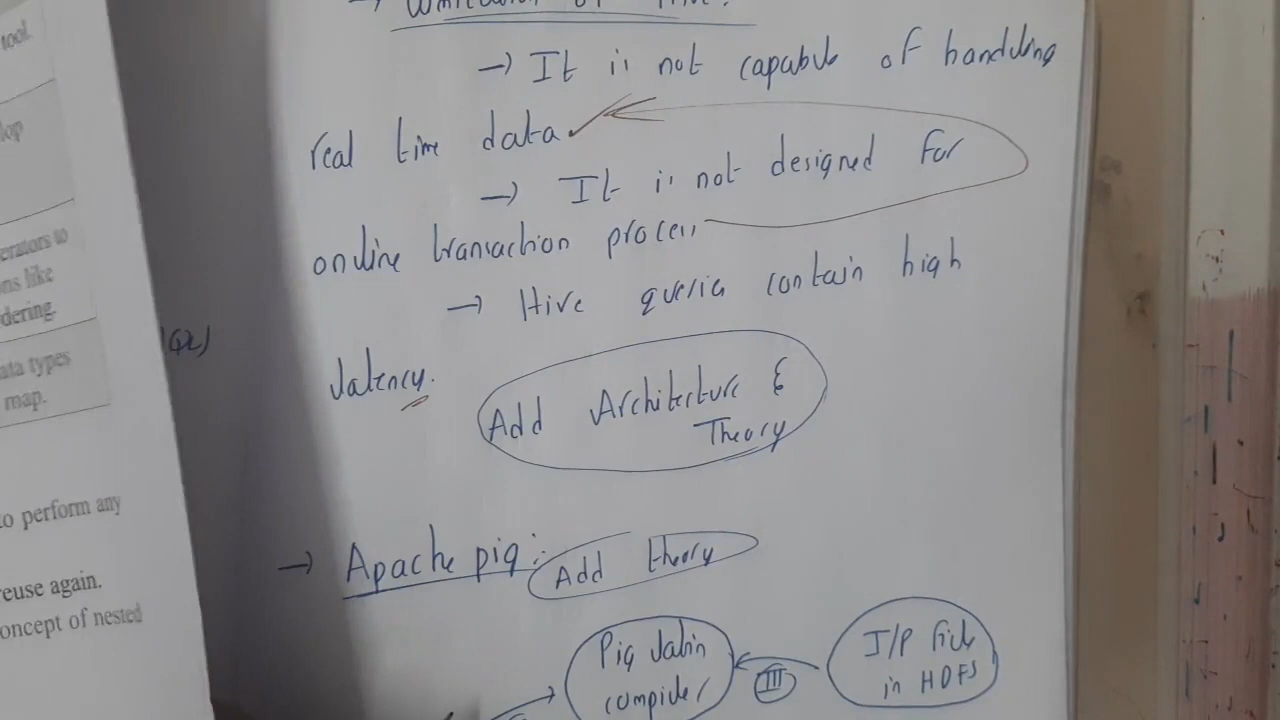 tool.
lop
erators to
ns like
dering.
ata types
map.
to perform any
reuse again.
oncept of nested
→ It is not capable of handling
real time data
→ It is not designed for
online transaction process
→ Hive queries contain high
latency.
Add Architecture &
Theory
→ Apache pig: Add theory
Pig Latin
compiler
III
I/P File
in HDFS